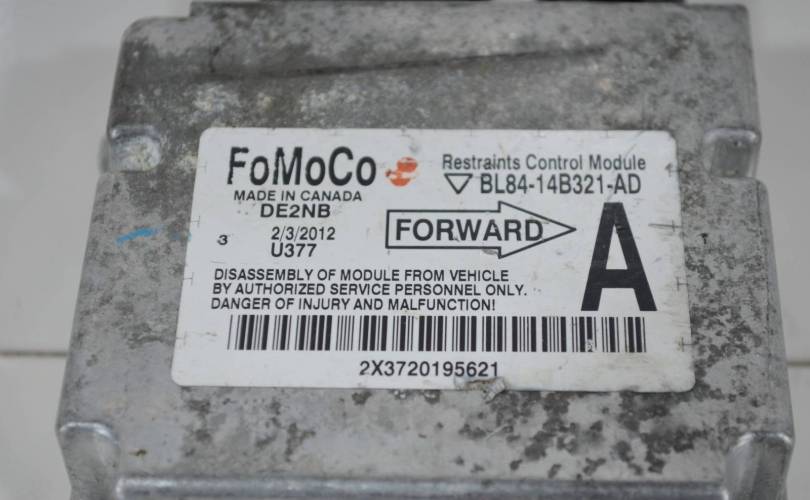 FoMoCo
Restraints Control Module
BL84-14B321-AD
MADE IN CANADA
DE2NB
3 2/3/2012
U377
FORWARD
A
DISASSEMBLY OF MODULE FROM VEHICLE
BY AUTHORIZED SERVICE PERSONNEL ONLY.
DANGER OF INJURY AND MALFUNCTION!
2X3720195621